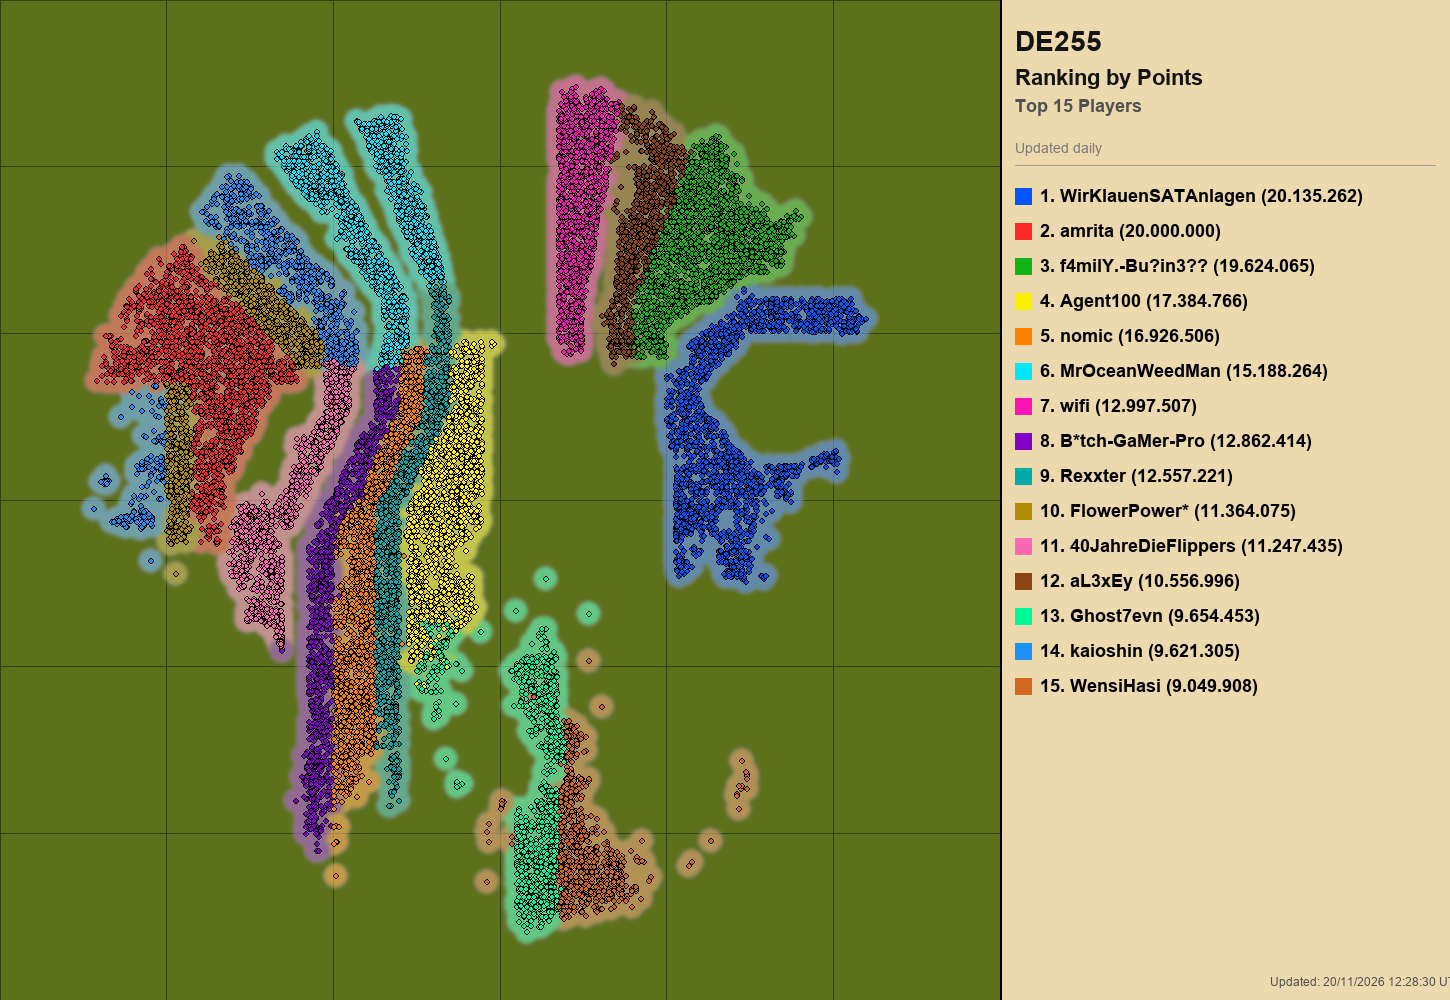 DE255
Ranking by Points
Top 15 Players
Updated daily
1. WirKlauenSATAnlagen (20.135.262)
2. amrita (20.000.000)
3. f4milY.-Bu?in3?? (19.624.065)
4. Agent100 (17.384.766)
5. nomic (16.926.506)
6. MrOceanWeedMan (15.188.264)
7. wifi (12.997.507)
8. B*tch-GaMer-Pro (12.862.414)
9. Rexxter (12.557.221)
10. FlowerPower* (11.364.075)
11. 40JahreDieFlippers (11.247.435)
12. aL3xEy (10.556.996)
13. Ghost7evn (9.654.453)
14. kaioshin (9.621.305)
15. WensiHasi (9.049.908)
Updated: 20/11/2026 12:28:30